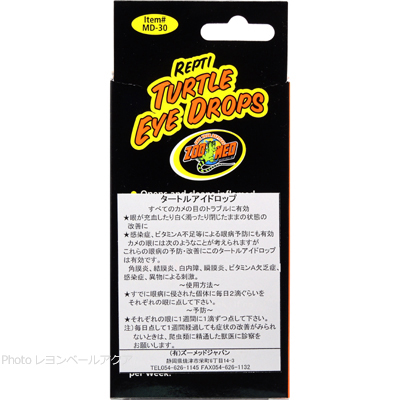 Item#
MD-30
REPTI
TURTLE
EYE DROPS
ZOO MED
タートルアイドロップ
すべてのカメの目のトラブルに有効
★眼が充血したり白く濁ったり閉じたままの状態の
改善に
★感染症、ビタミンA不足等による眼病予防にも有効
カメの眼には次のようなことが考えられますが
これらの眼病の予防・改善にこのタートルアイドロップ
は有効です。
角膜炎、結膜炎、白内障、瞬膜炎、ビタミンA欠乏症、
感染症、異物による刺激。
～使用方法～
★すでに眼病に侵された個体に毎日2滴ぐらいを
それぞれの眼に点して下さい。
～予防～
★それぞれの眼に1週間に1滴ずつ点して下さい。
注）毎日点して1週間経過しても症状の改善がみられ
ないときは、爬虫類に精通した獣医に診察を
お願いします。
(有)ズーメッドジャパン
静岡県焼津市栄町6丁目14-3
TEL054-626-1145 FAX054-626-1132
per week.
Photo レヨンベールアクア